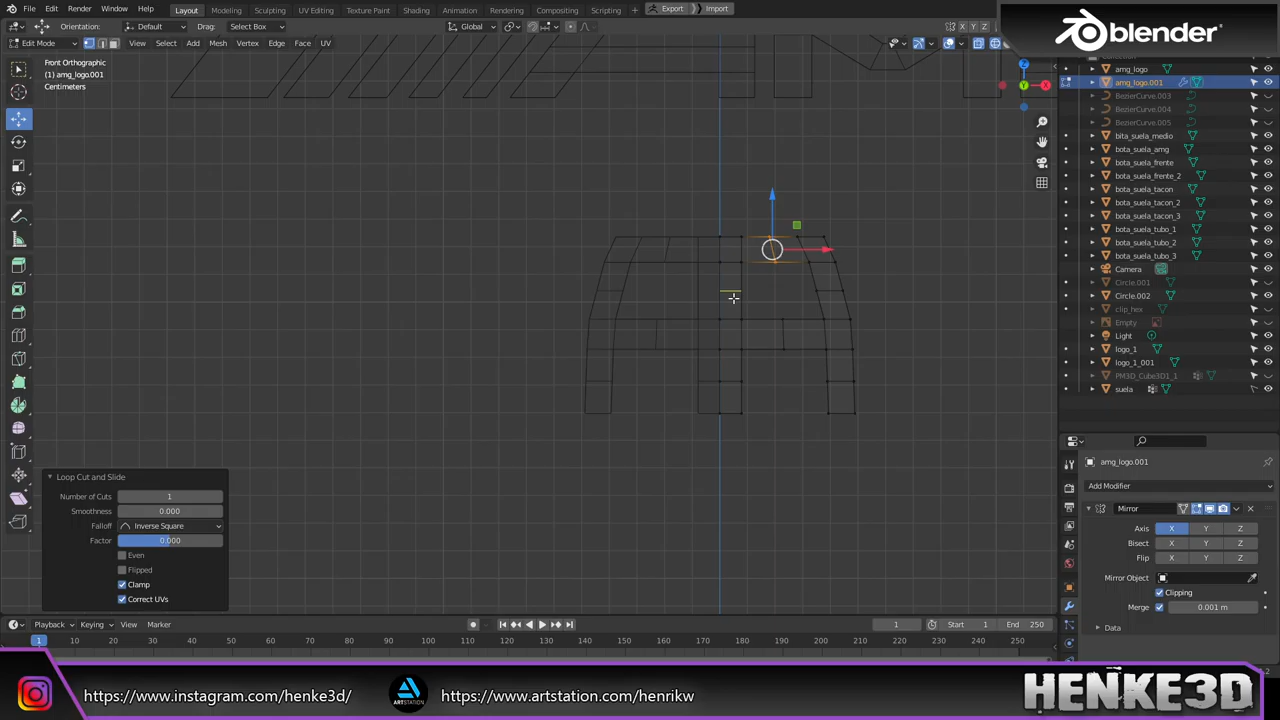 File Edit Render Window Help Layout Modeling Sculpting UV Editing Texture Paint Shading Animation Rendering Compositing Scripting Export Import
blender
Orientation: Default Drag: Select Box Global X Y Z
Edit Mode View Select Add Mesh Vertex Edge Face UV
Front Orthographic
(1) amg_logo.001
Centimeters
Z
Y
X
amg_logo
amg_logo.001
BezierCurve.003
BezierCurve.004
BezierCurve.005
bita_suela_medio
bota_suela_amg
bota_suela_frente
bota_suela_frente_2
bota_suela_tacon
bota_suela_tacon_2
bota_suela_tacon_3
bota_suela_tubo_1
bota_suela_tubo_2
bota_suela_tubo_3
Camera
Circle.001
Circle.002
clip_hex
Empty
Light
logo_1
logo_1_001
PM3D_Cube3D1_1
suela
amg_logo.001
Add Modifier
Mirror
Axis X Y Z
Bisect X Y Z
Flip X Y Z
Mirror Object
Clipping
Merge 0.001 m
Data
Loop Cut and Slide
Number of Cuts 1
Smoothness 0.000
Falloff Inverse Square
Factor 0.000
Even
Flipped
Clamp
Correct UVs
Playback Keying View Marker 1 Start 1 End 250
1 10 20 30 40 50 60 70 80 90 100 110 120 130 140 150 160 170 180 190 200 210 220 230 240 250
https://www.instagram.com/henke3d/ ARTSTATION https://www.artstation.com/henrikw HENKE3D